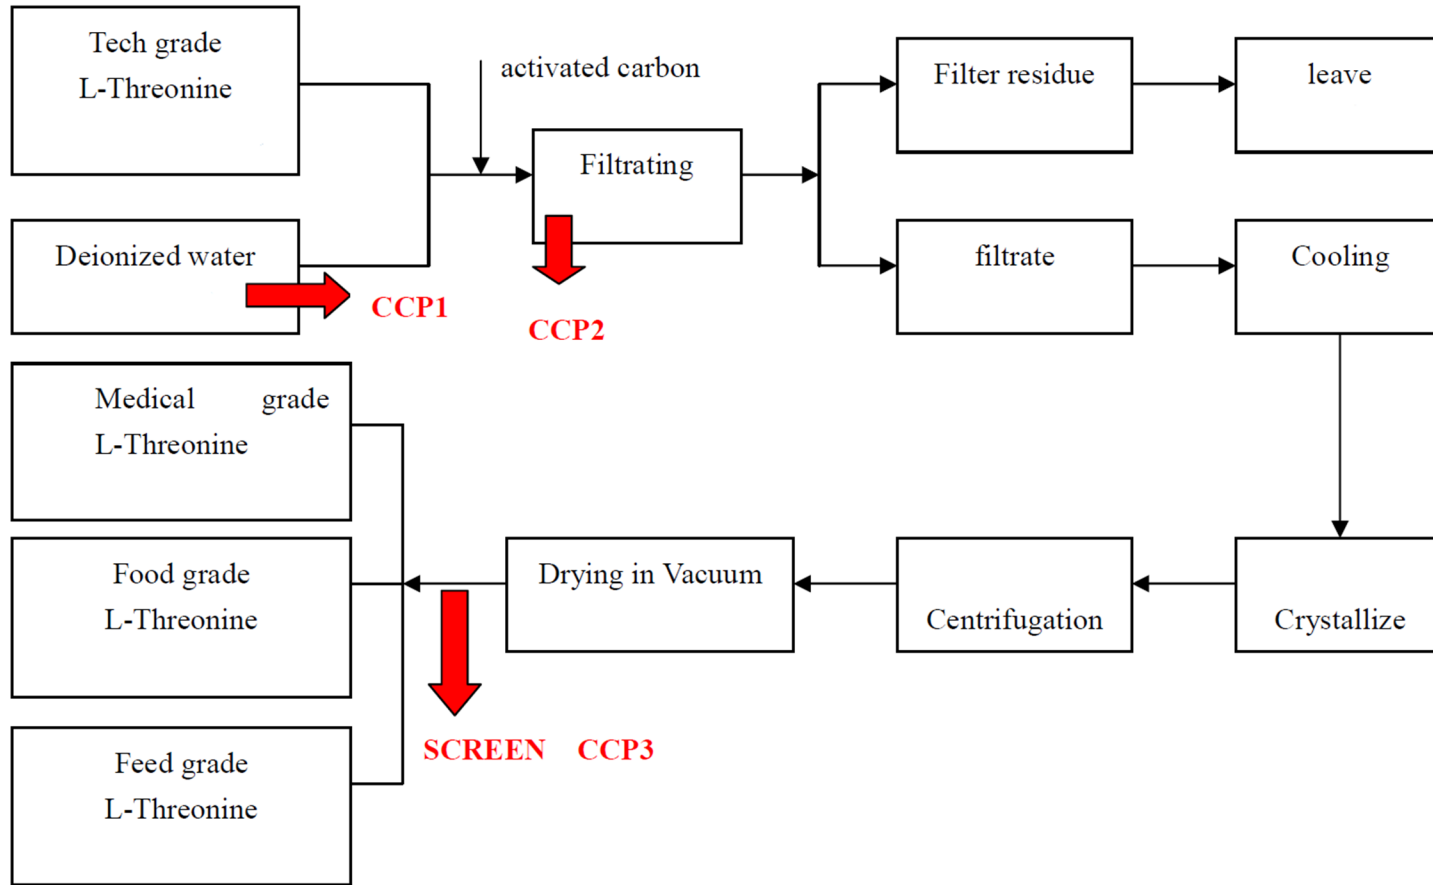 Tech grade
L-Threonine
activated carbon
Filtrating
Filter residue
leave
Deionized water
CCP1
CCP2
filtrate
Cooling
Medical grade
L-Threonine
Food grade
L-Threonine
Drying in Vacuum
Centrifugation
Crystallize
SCREEN CCP3
Feed grade
L-Threonine